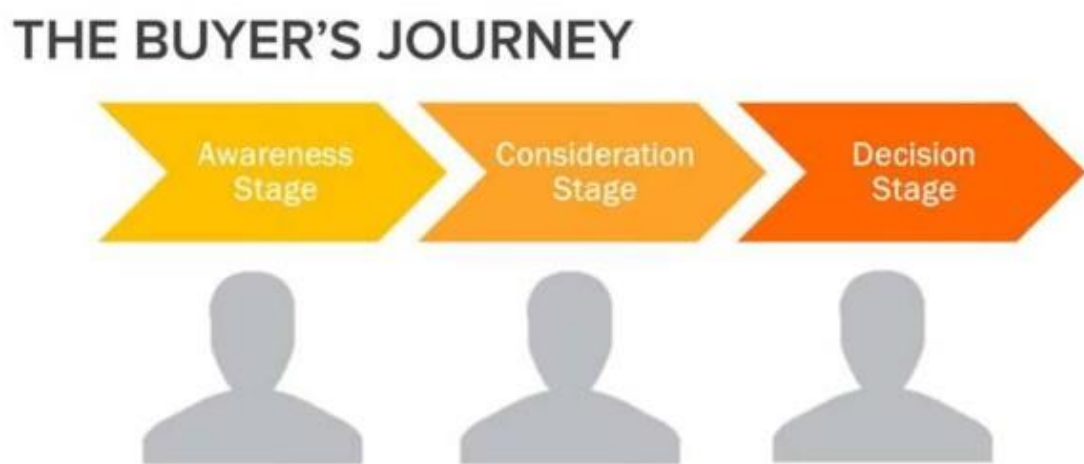 THE BUYER'S JOURNEY
Awareness
Stage
Consideration
Stage
Decision
Stage